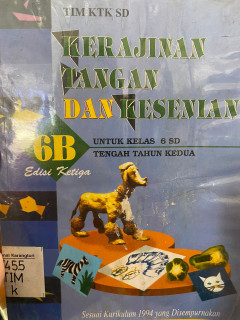 TIM KTK SD
KERAJINAN
TANGAN
DAN KESENIAN
6B
UNTUK KELAS 6 SD
TENGAH TAHUN KEDUA
Edisi Ketiga
455
TIM
k
Sesuai Kurikulum 1994 yang Disempurnakan